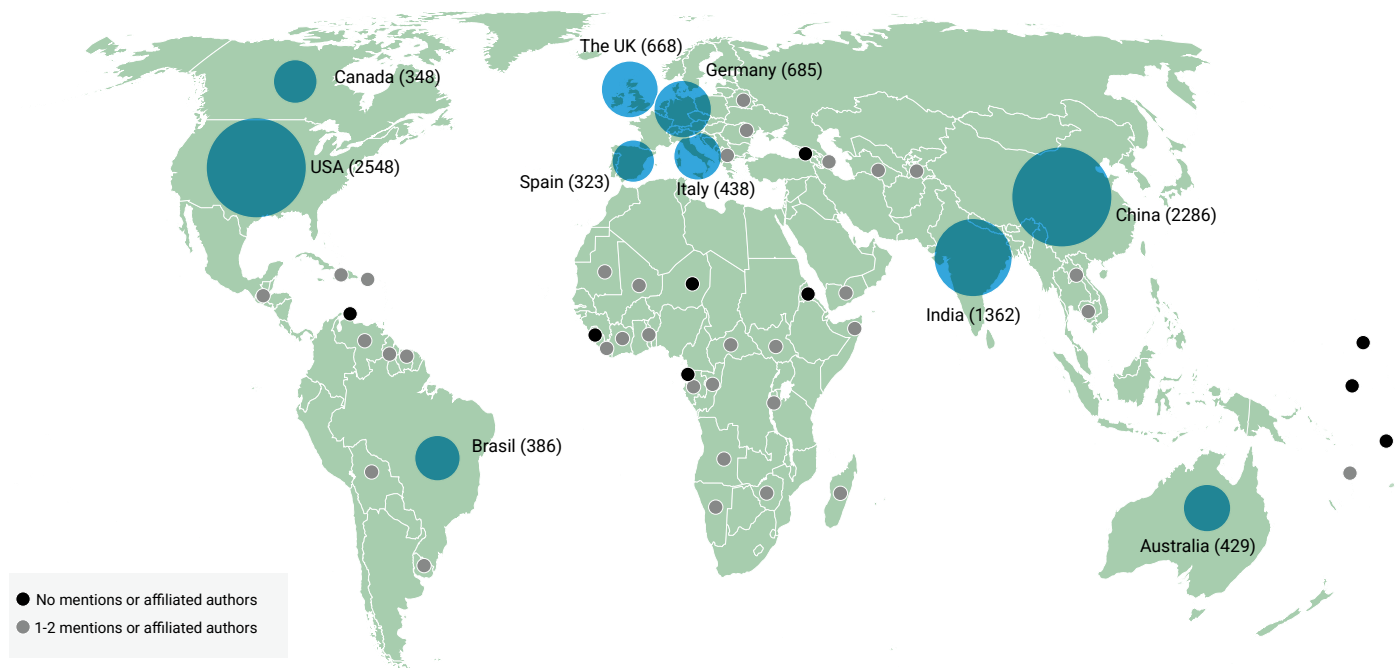 The UK (668)
Germany (685)
Canada (348)
USA (2548)
Spain (323)
Italy (438)
China (2286)
India (1362)
Brasil (386)
Australia (429)
No mentions or affiliated authors
1-2 mentions or affiliated authors